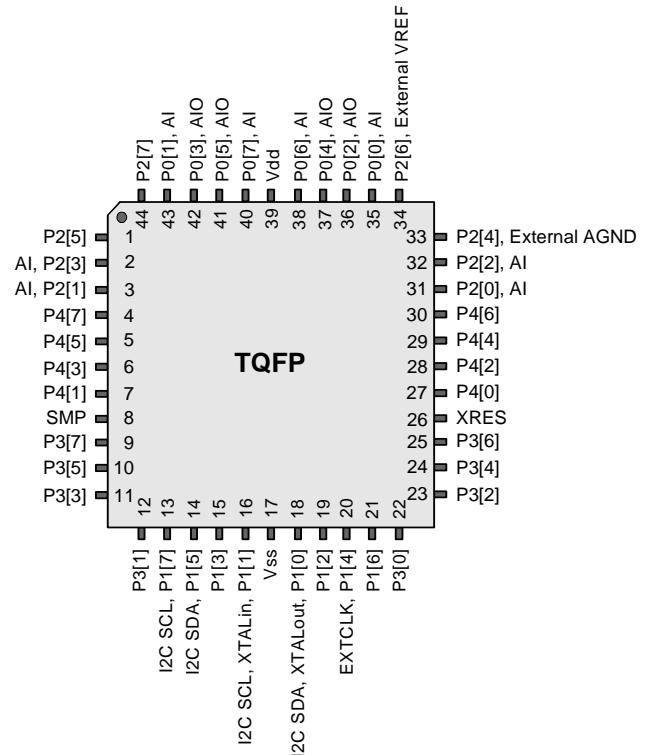 P2[7]
P0[1], AI
P0[3], AIO
P0[5], AIO
P0[7], AI
Vdd
P0[6], AI
P0[4], AIO
P0[2], AIO
P0[0], AI
P2[6], External VREF
44
43
42
41
40
39
38
37
36
35
34
P2[5] 1
AI, P2[3] 2
AI, P2[1] 3
P4[7] 4
P4[5] 5
P4[3] 6
P4[1] 7
SMP 8
P3[7] 9
P3[5] 10
P3[3] 11
TQFP
33 P2[4], External AGND
32 P2[2], AI
31 P2[0], AI
30 P4[6]
29 P4[4]
28 P4[2]
27 P4[0]
26 XRES
25 P3[6]
24 P3[4]
23 P3[2]
12
13
14
15
16
17
18
19
20
21
22
P3[1]
I2C SCL, P1[7]
I2C SDA, P1[5]
P1[3]
I2C SCL, XTALin, P1[1]
Vss
I2C SDA, XTALout, P1[0]
P1[2]
EXTCLK, P1[4]
P1[6]
P3[0]